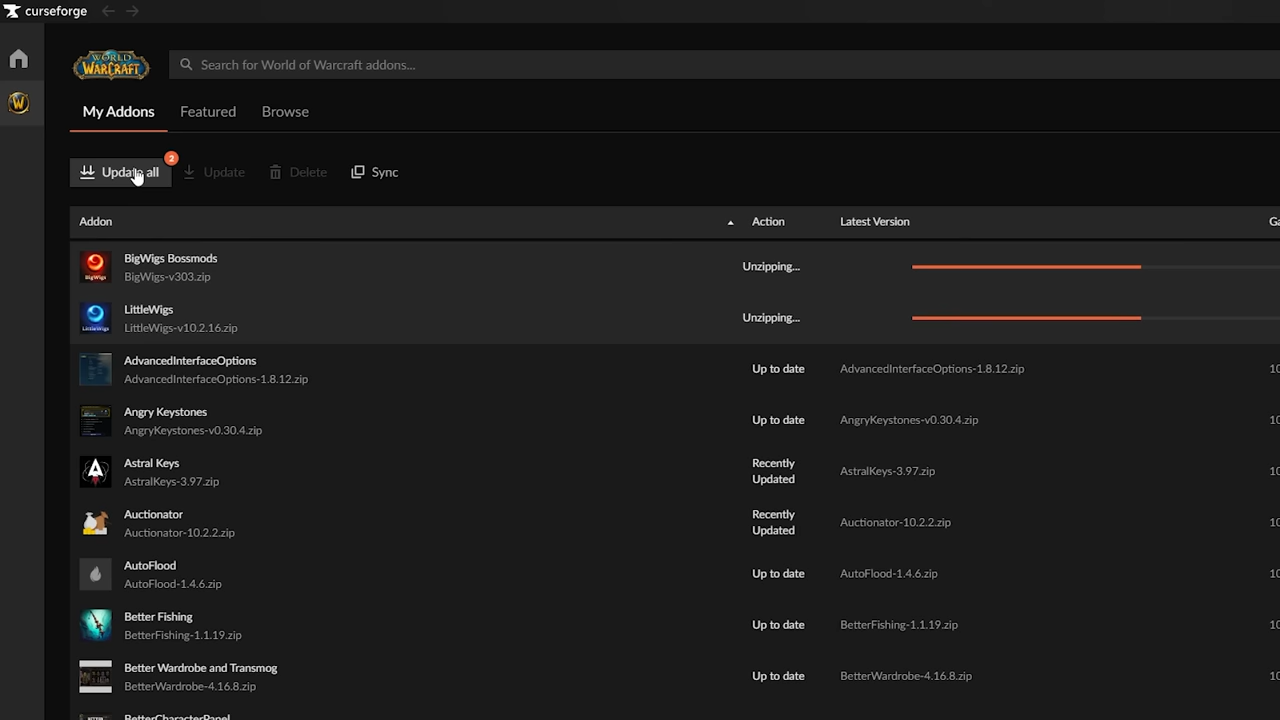 curseforge
WORLD
WARCRAFT
Search for World of Warcraft addons...
My Addons Featured Browse
2
Update all Update Delete Sync
Addon Action Latest Version
BigWigs Bossmods
BigWigs-v303.zip
Unzipping...
LittleWigs
LittleWigs-v10.2.16.zip
Unzipping...
AdvancedInterfaceOptions
AdvancedInterfaceOptions-1.8.12.zip
Up to date AdvancedInterfaceOptions-1.8.12.zip
Angry Keystones
AngryKeystones-v0.30.4.zip
Up to date AngryKeystones-v0.30.4.zip
Astral Keys
AstralKeys-3.97.zip
Recently
Updated
AstralKeys-3.97.zip
Auctionator
Auctionator-10.2.2.zip
Recently
Updated
Auctionator-10.2.2.zip
AutoFlood
AutoFlood-1.4.6.zip
Up to date AutoFlood-1.4.6.zip
Better Fishing
BetterFishing-1.1.19.zip
Up to date BetterFishing-1.1.19.zip
Better Wardrobe and Transmog
BetterWardrobe-4.16.8.zip
Up to date BetterWardrobe-4.16.8.zip
BetterCharacterPanel